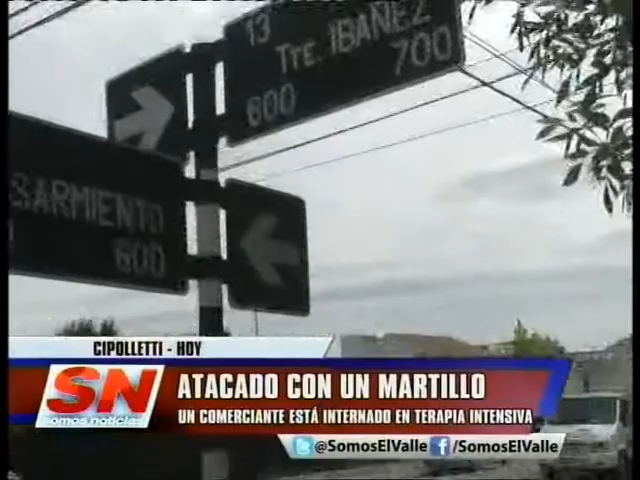 13
Tte. IBAÑEZ
600
700
SARMIENTO
600
CIPOLLETTI - HOY
SN
somos noticias
ATACADO CON UN MARTILLO
UN COMERCIANTE ESTÁ INTERNADO EN TERAPIA INTENSIVA
@SomosElValle f /SomosElValle